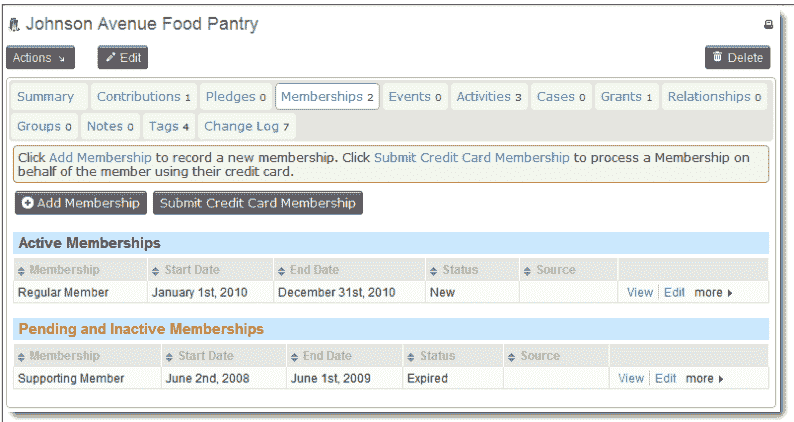 Johnson Avenue Food Pantry
Actions Edit Delete
Summary Contributions 1 Pledges 0 Memberships 2 Events 0 Activities 3 Cases 0 Grants 1 Relationships 0
Groups 0 Notes 0 Tags 4 Change Log 7
Click Add Membership to record a new membership. Click Submit Credit Card Membership to process a Membership on
behalf of the member using their credit card.
Add Membership Submit Credit Card Membership
Active Memberships
Membership Start Date End Date Status Source
Regular Member January 1st, 2010 December 31st, 2010 New View Edit more
Pending and Inactive Memberships
Membership Start Date End Date Status Source
Supporting Member June 2nd, 2008 June 1st, 2009 Expired View Edit more